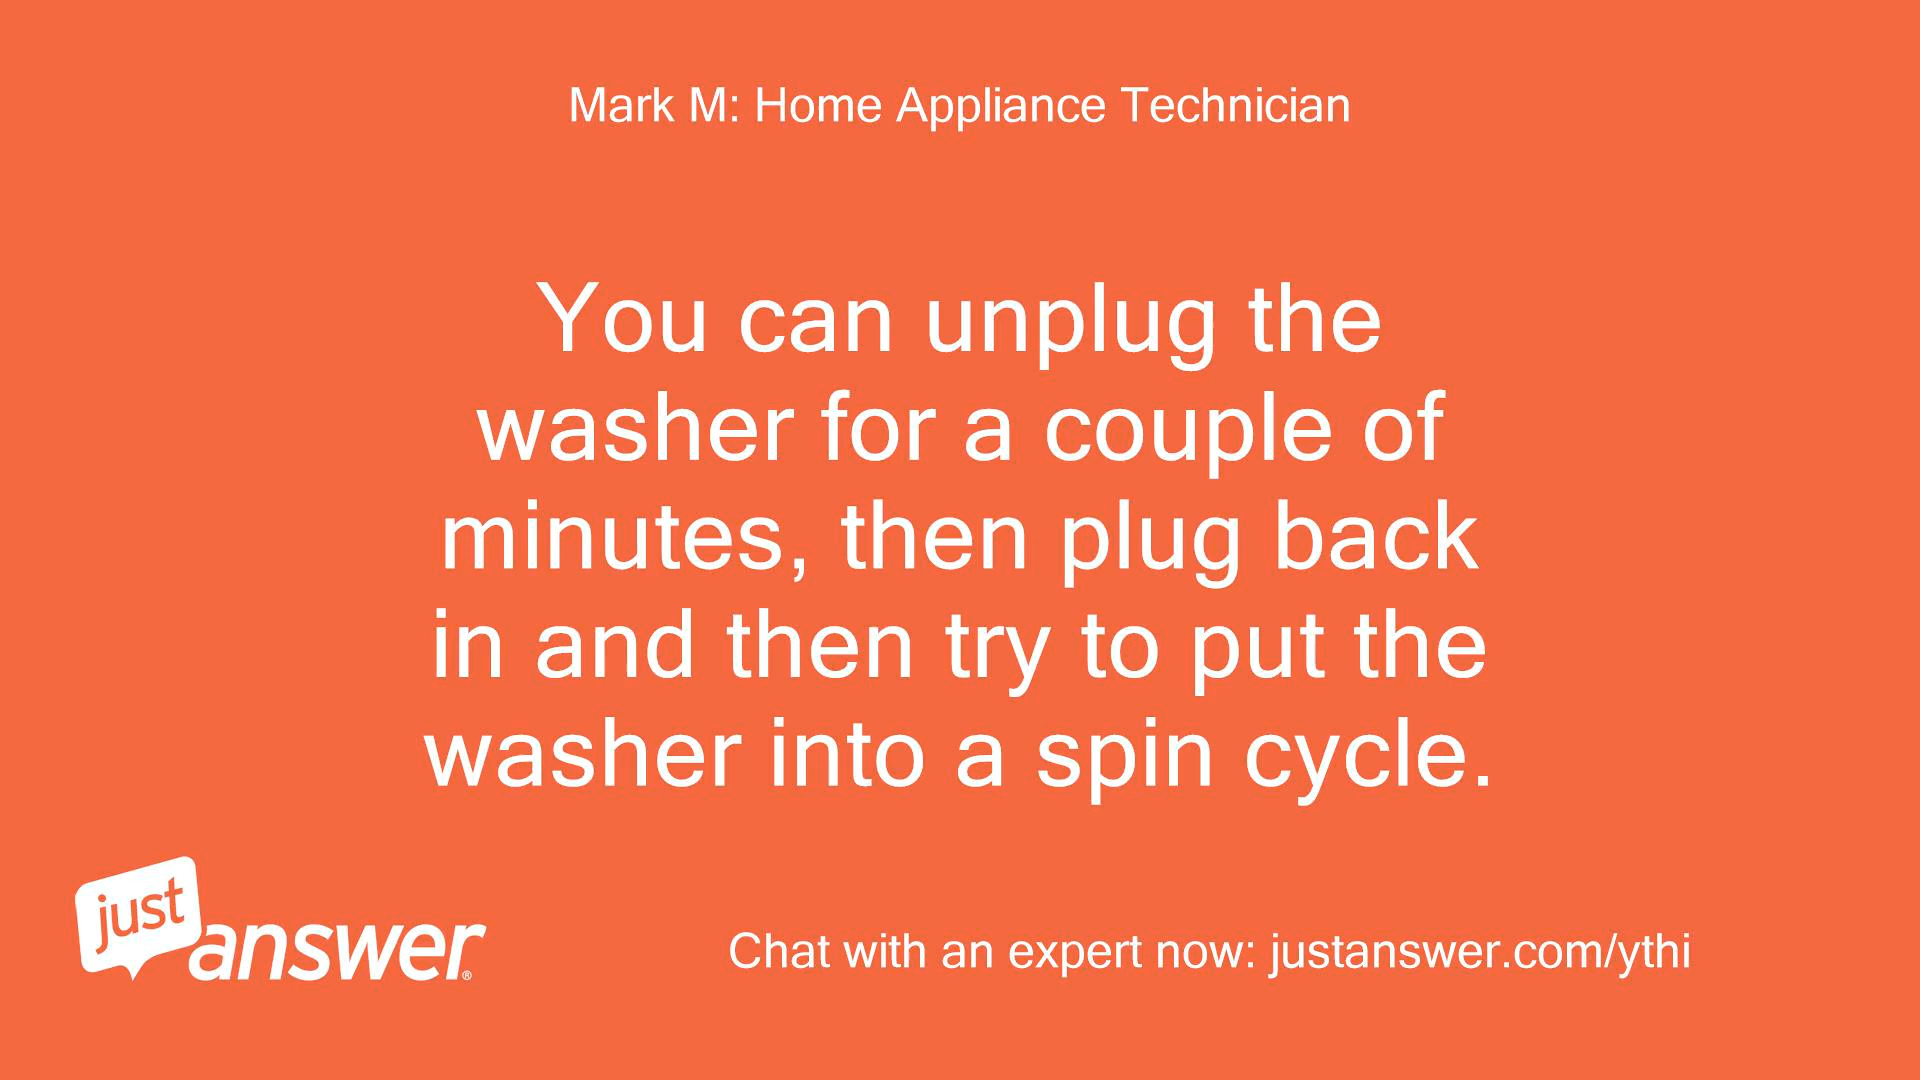 Mark M: Home Appliance Technician
You can unplug the
washer for a couple of
minutes, then plug back
in and then try to put the
washer into a spin cycle.
just
answer®
Chat with an expert now: justanswer.com/ythi